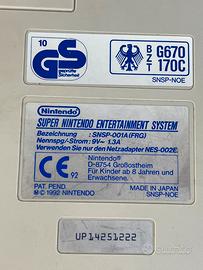 10
GS
geprüfte
Sicherheit
BZT
G670
170C
SNSP-NOE
Nintendo
SUPER NINTENDO ENTERTAINMENT SYSTEM
Bezeichnung : SNSP-001A(FRG)
Nennspg/-Strom : 9V~ 1.3A
Verwenden Sie nur den Netzadapter NES-002E.
CE 92
Nintendo®
D-8754 Großostheim
Für Kinder ab 8 Jahren und
Erwachsene.
PAT. PEND.
MADE IN JAPAN
©1992 NINTENDO
SNSP-NOE
UP14251222